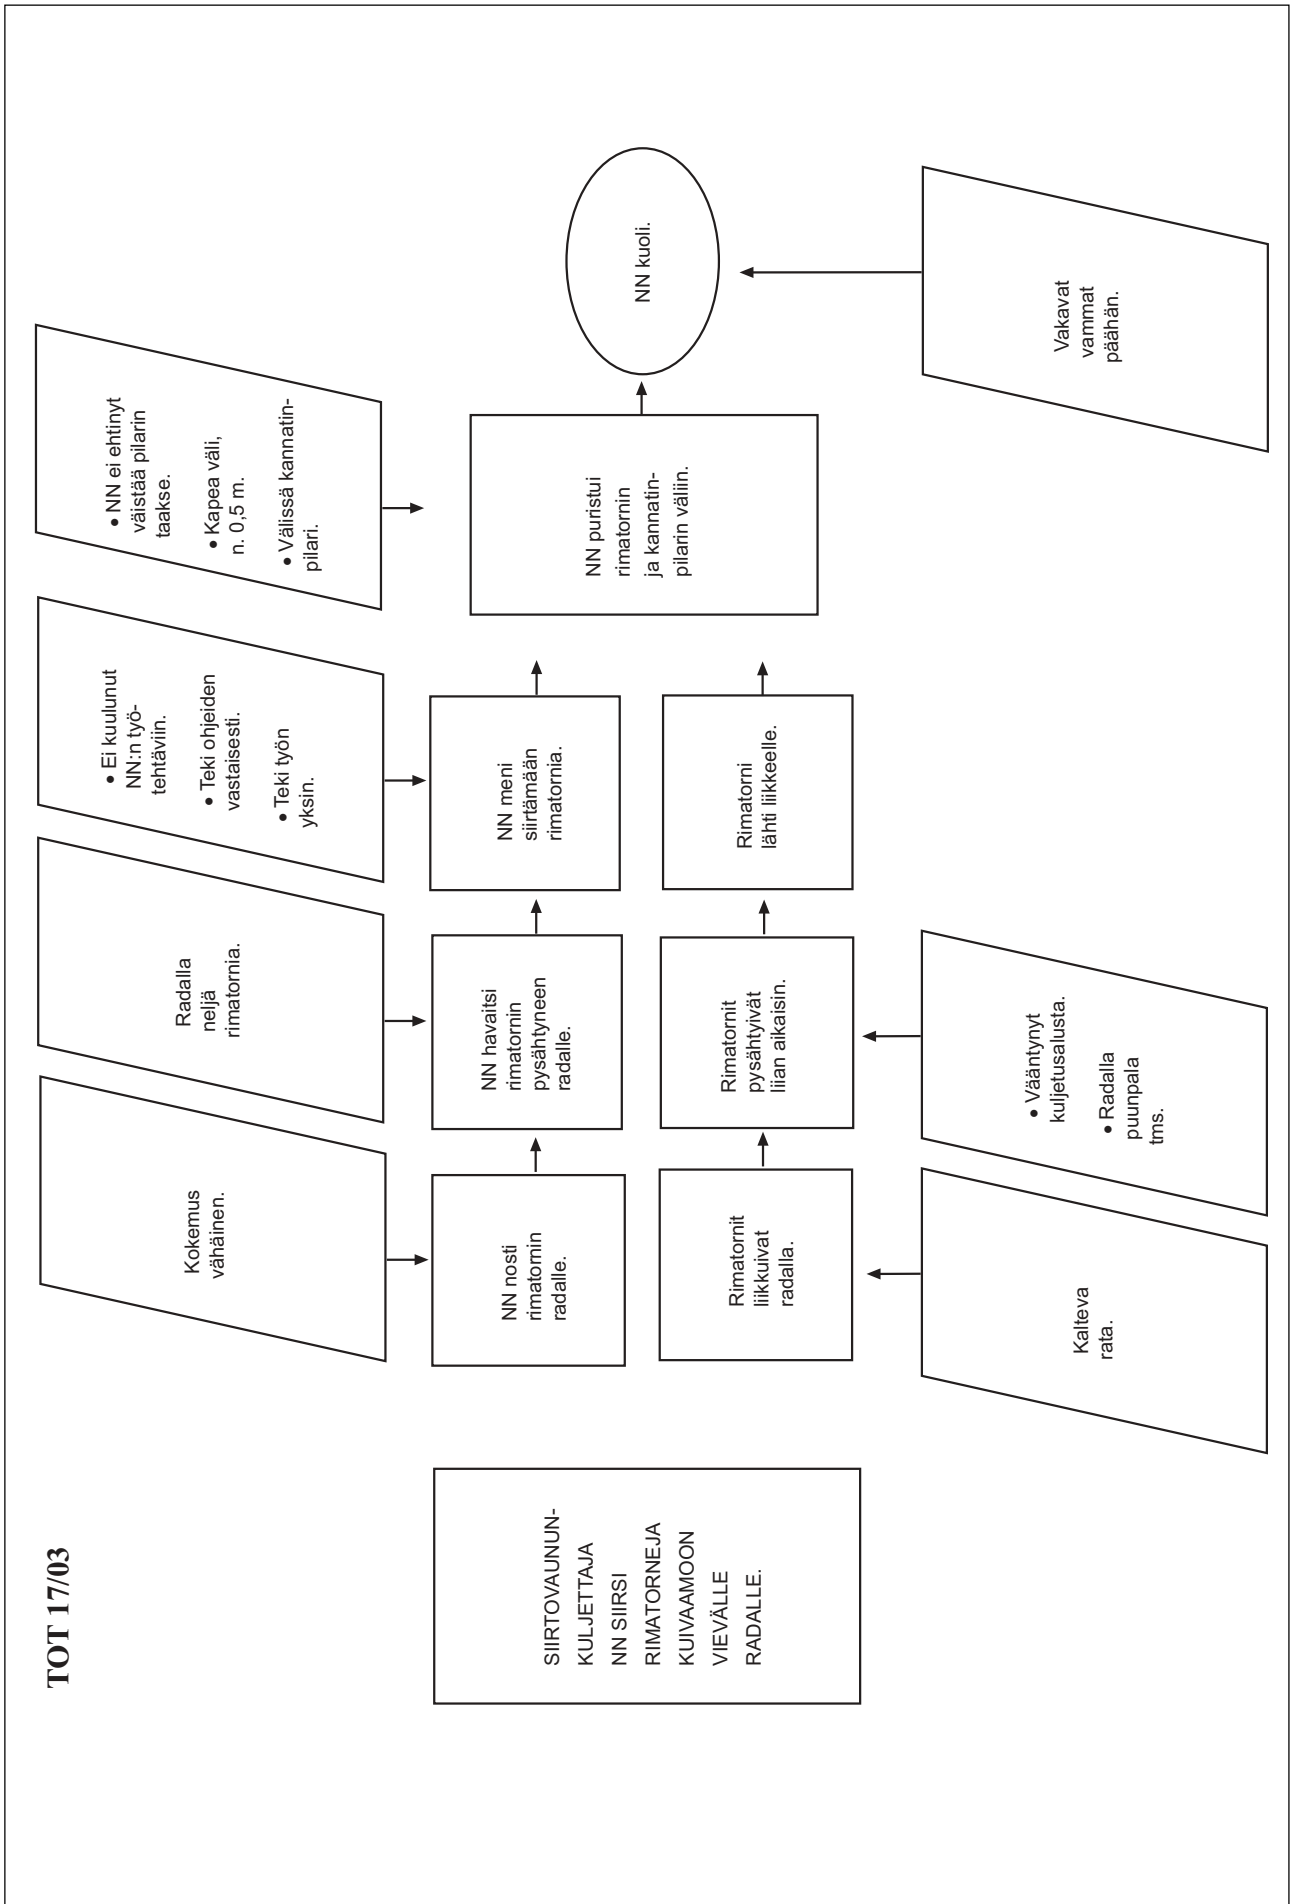 TOT 17/03
SIIRTOVAUNUN-
KULJETTAJA
NN SIIRSI
RIMATORNEJA
KUIVAAMOON
VIEVÄLLE
RADALLE.
Kokemus
vähäinen.
Radalla
neljä
rimatornia.
• Ei kuulunut
NN:n työ-
tehtäviin.
• Teki ohjeiden
vastaisesti.
• Teki työn
yksin.
• NN ei ehtinyt
väistää pilarin
taakse.
• Kapea väli,
n. 0,5 m.
• Välissä kannatin-
pilari.
NN nosti
rimatornin
radalle.
NN havaitsi
rimatornin
pysähtyneen
radalle.
NN meni
siirtämään
rimatornia.
NN puristui
rimatornin
ja kannatin-
pilarin väliin.
NN kuoli.
Rimatornit
liikkuivat
radalla.
Rimatornit
pysähtyivät
liian aikaisin.
Rimatorni
lähti liikkeelle.
Kalteva
rata.
• Vääntynyt
kuljetusalusta.
• Radalla
puunpala
tms.
Vakavat
vammat
päähän.